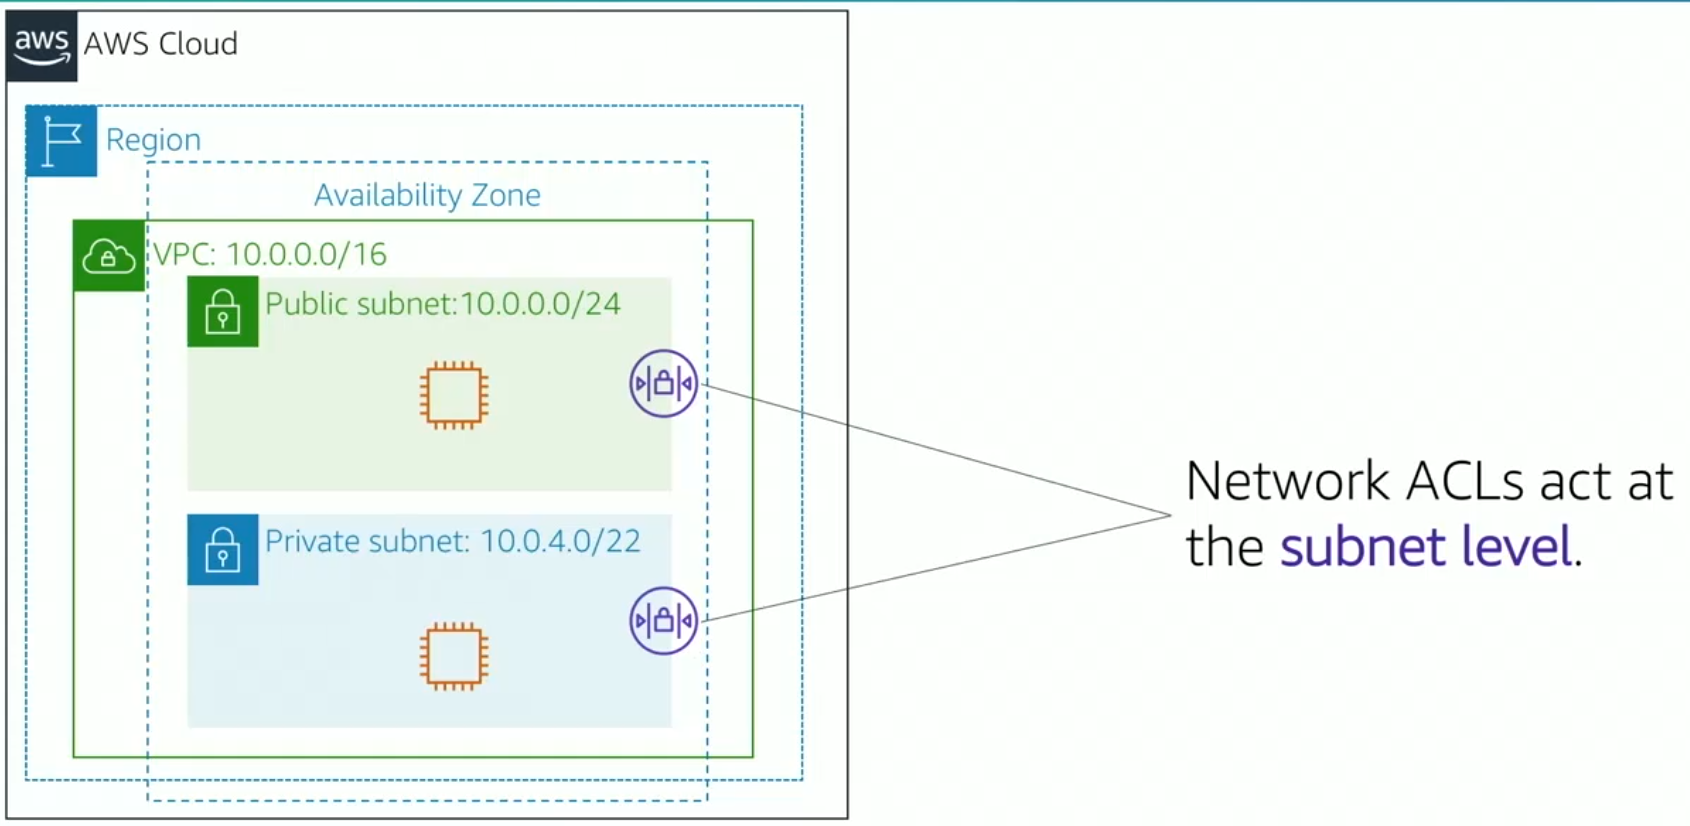 aws AWS Cloud
Region
Availability Zone
VPC: 10.0.0.0/16
Public subnet:10.0.0.0/24
Private subnet: 10.0.4.0/22
Network ACLs act at
the subnet level.